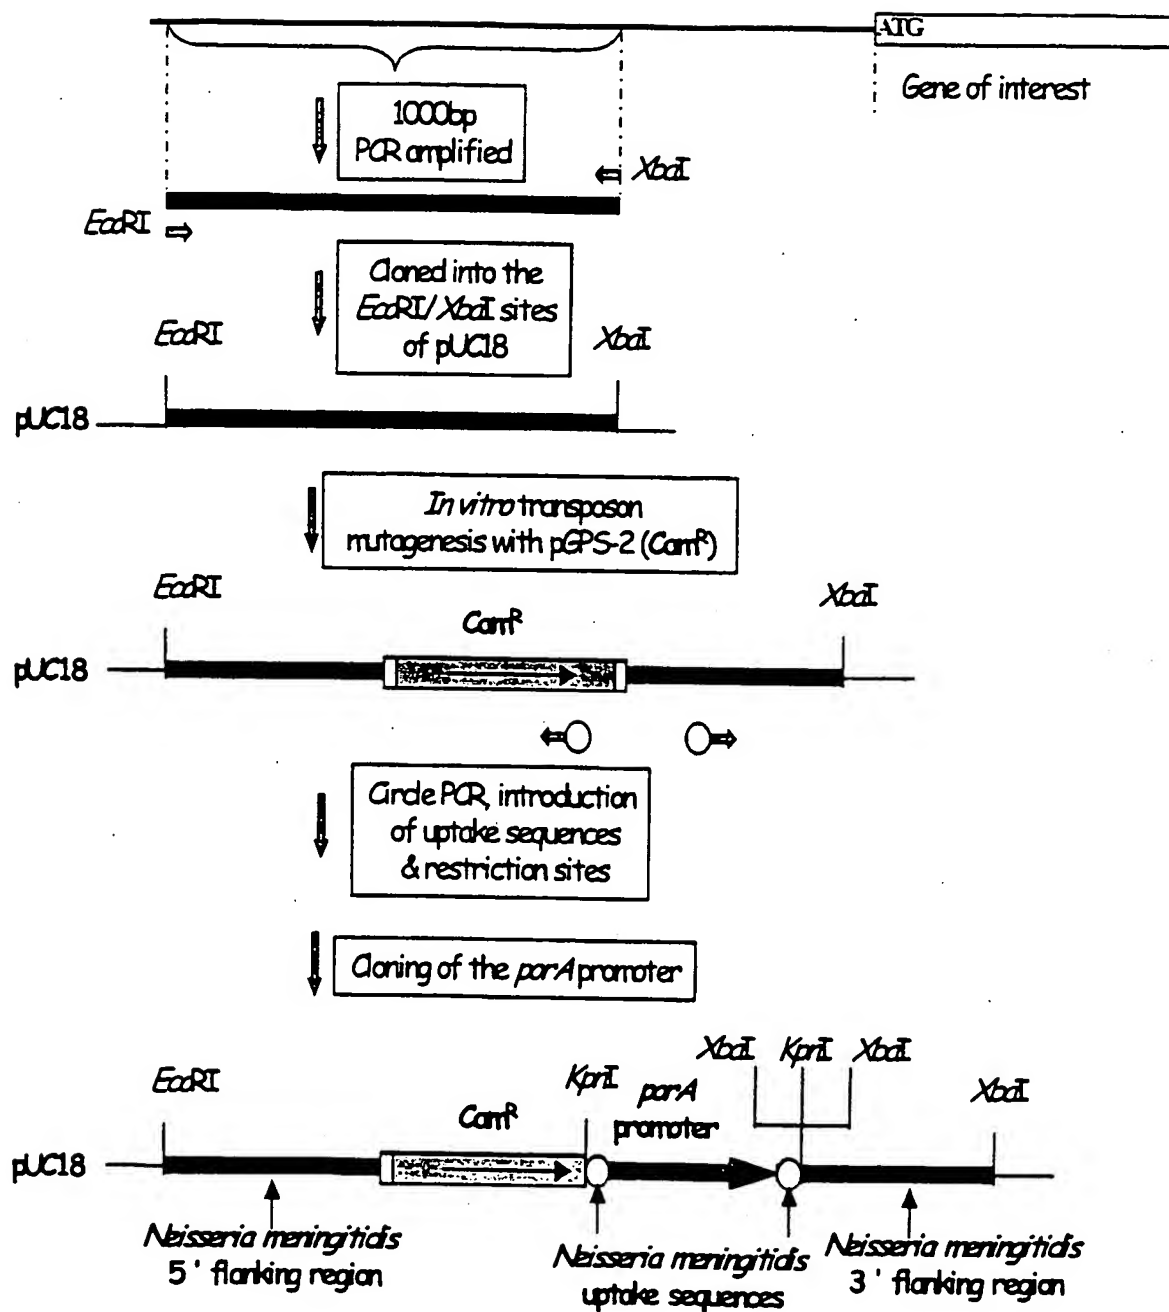 ATG
Gene of interest
1000bp
PCR amplified
XbaI
EcoRI
Cloned into the
EcoRI/XbaI sites
of pUC18
EcoRI
XbaI
pUC18
In vitro transposon
mutagenesis with pGPS-2 (CamR)
EcoRI
CamR
XbaI
pUC18
Circle PCR, introduction
of uptake sequences
& restriction sites
Cloning of the porA promoter
XbaI KpnI XbaI
EcoRI
KpnI
porA
promoter
XbaI
CamR
pUC18
Neisseria meningitidis
5' flanking region
Neisseria meningitidis
uptake sequences
Neisseria meningitidis
3' flanking region